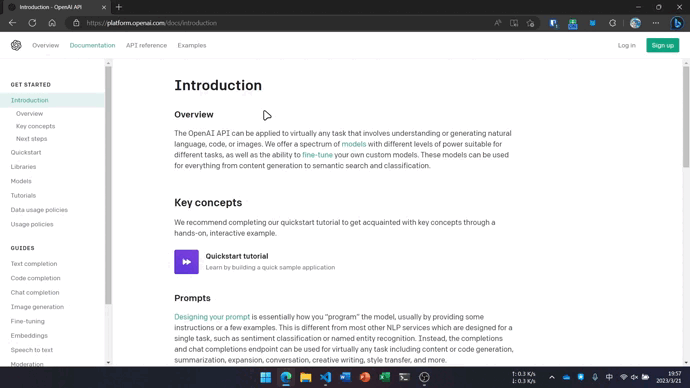 Introduction - OpenAI API
https://platform.openai.com/docs/introduction
Overview Documentation API reference Examples Log in Sign up
GET STARTED
Introduction
Overview
Key concepts
Next steps
Quickstart
Libraries
Models
Tutorials
Data usage policies
Usage policies
GUIDES
Text completion
Code completion
Chat completion
Image generation
Fine-tuning
Embeddings
Speech to text
Moderation
Introduction
Overview
The OpenAI API can be applied to virtually any task that involves understanding or generating natural
language, code, or images. We offer a spectrum of models with different levels of power suitable for
different tasks, as well as the ability to fine-tune your own custom models. These models can be used
for everything from content generation to semantic search and classification.
Key concepts
We recommend completing our quickstart tutorial to get acquainted with key concepts through a
hands-on, interactive example.
Quickstart tutorial
Learn by building a quick sample application
Prompts
Designing your prompt is essentially how you "program" the model, usually by providing some
instructions or a few examples. This is different from most other NLP services which are designed for a
single task, such as sentiment classification or named entity recognition. Instead, the completions
and chat completions endpoint can be used for virtually any task including content or code generation,
summarization, expansion, conversation, creative writing, style transfer, and more.
↑: 0.3 K/s
↓: 0.3 K/s
中
19:57
2023/3/21